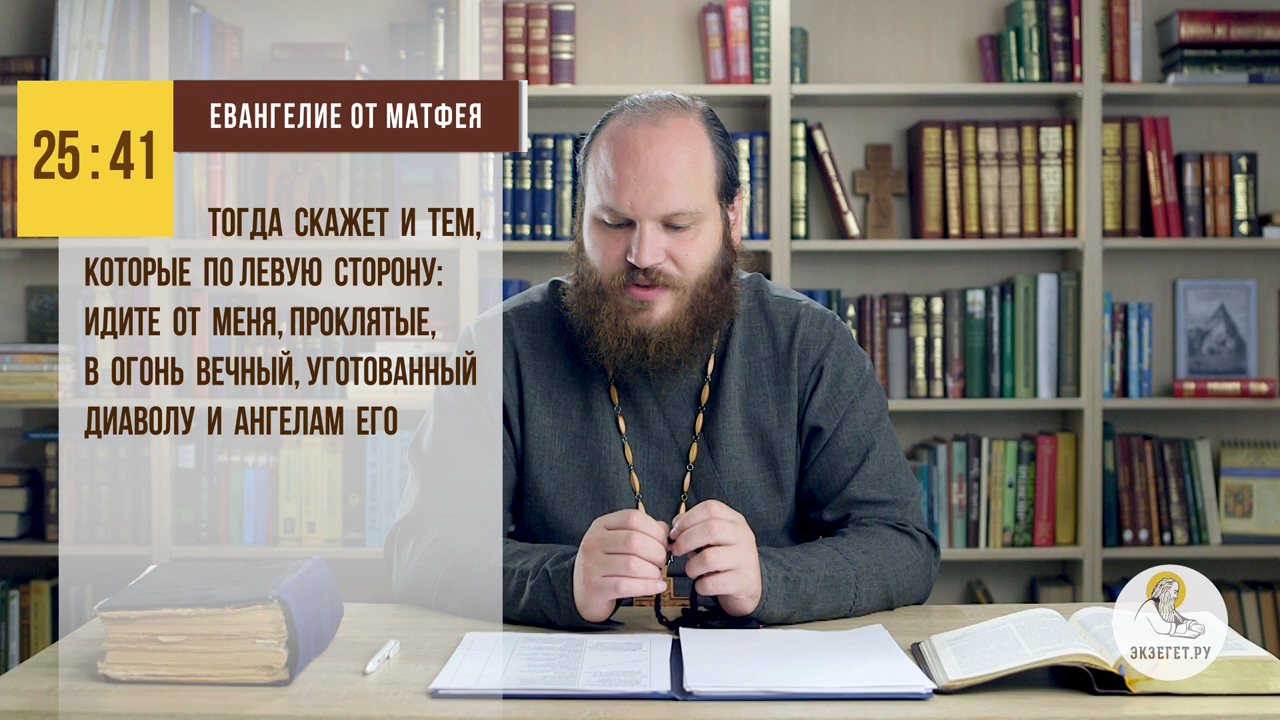 25:41
ЕВАНГЕЛИЕ ОТ МАТФЕЯ
ТОГДА СКАЖЕТ И ТЕМ,
КОТОРЫЕ ПО ЛЕВУЮ СТОРОНУ:
ИДИТЕ ОТ МЕНЯ, ПРОКЛЯТЫЕ,
В ОГОНЬ ВЕЧНЫЙ, УГОТОВАННЫЙ
ДИАВОЛУ И АНГЕЛАМ ЕГО
ЭКЗЕГЕТ.РУ